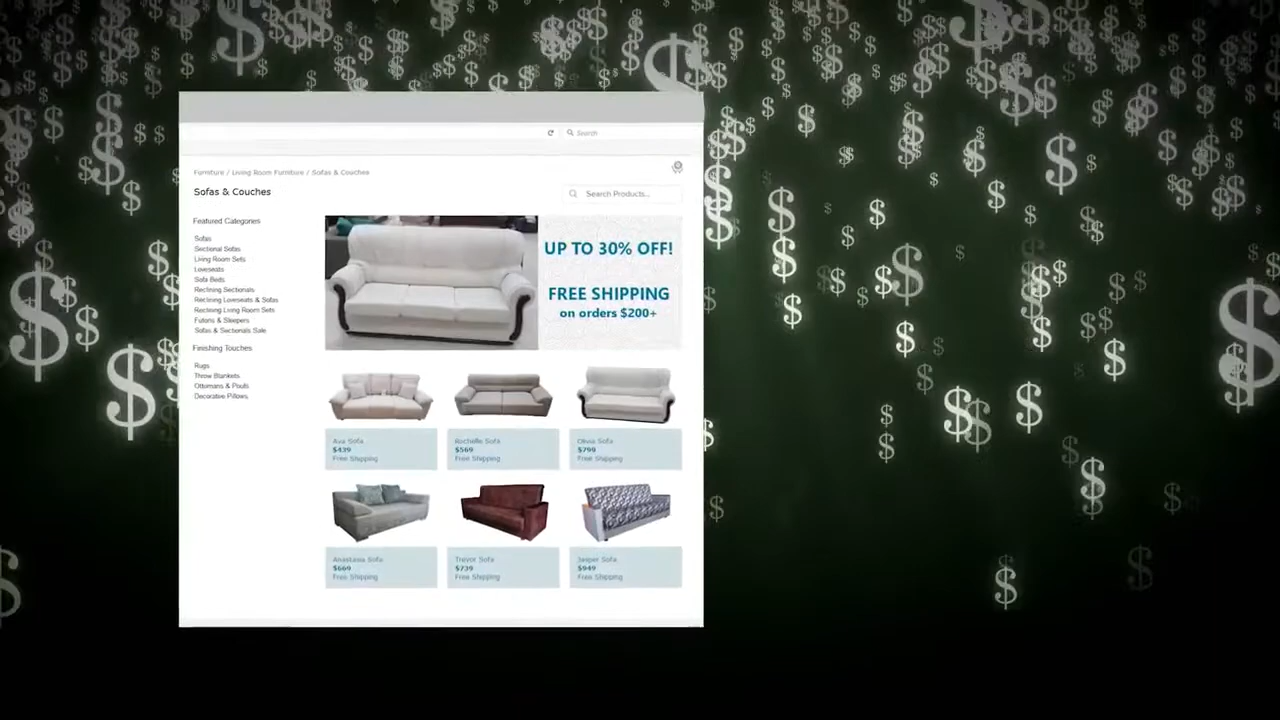 Search
Furniture / Living Room Furniture / Sofas & Couches
Sofas & Couches
Search Products...
Featured Categories
Sofas
Sectional Sofas
Living Room Sets
Loveseats
Sofa Beds
Reclining Sectionals
Reclining Loveseats & Sofas
Reclining Living Room Sets
Futons & Sleepers
Sofas & Sectionals Sale
Finishing Touches
Rugs
Throw Blankets
Ottomans & Poufs
Decorative Pillows
UP TO 30% OFF!
FREE SHIPPING
on orders $200+
Ava Sofa
$439
Free Shipping
Rochelle Sofa
$569
Free Shipping
Olivia Sofa
$799
Free Shipping
Anastasia Sofa
$669
Free Shipping
Trevor Sofa
$739
Free Shipping
Jasper Sofa
$949
Free Shipping